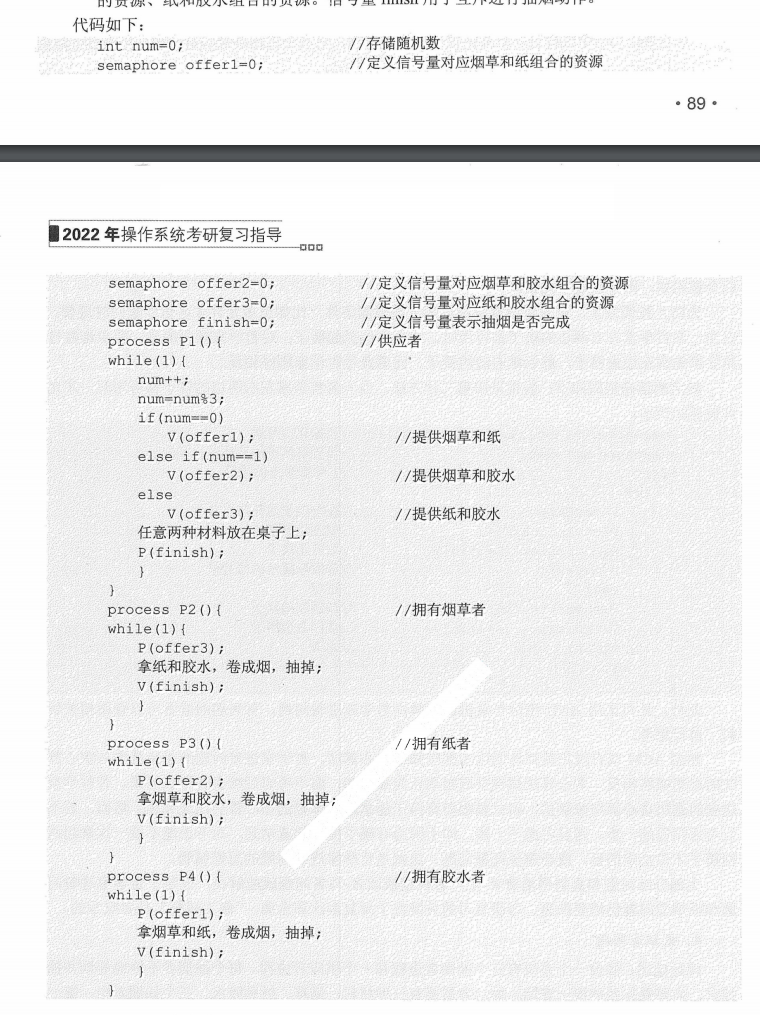 的资源、纸和胶水组合的资源。信号量 finish 用于互斥进行抽烟动作。
代码如下:
int num=0; //存储随机数
semaphore offer1=0; //定义信号量对应烟草和纸组合的资源
·89·
2022 年操作系统考研复习指导
semaphore offer2=0; //定义信号量对应烟草和胶水组合的资源
semaphore offer3=0; //定义信号量对应纸和胶水组合的资源
semaphore finish=0; //定义信号量表示抽烟是否完成
process P1(){ //供应者
while(1){
num++;
num=num%3;
if(num==0)
V(offer1); //提供烟草和纸
else if(num==1)
V(offer2); //提供烟草和胶水
else
V(offer3); //提供纸和胶水
任意两种材料放在桌子上;
P(finish);
}
}
process P2(){ //拥有烟草者
while(1){
P(offer3);
拿纸和胶水，卷成烟，抽掉;
V(finish);
}
}
process P3(){ //拥有纸者
while(1){
P(offer2);
拿烟草和胶水，卷成烟，抽掉;
V(finish);
}
}
process P4(){ //拥有胶水者
while(1){
P(offer1);
拿烟草和纸，卷成烟，抽掉;
V(finish);
}
}